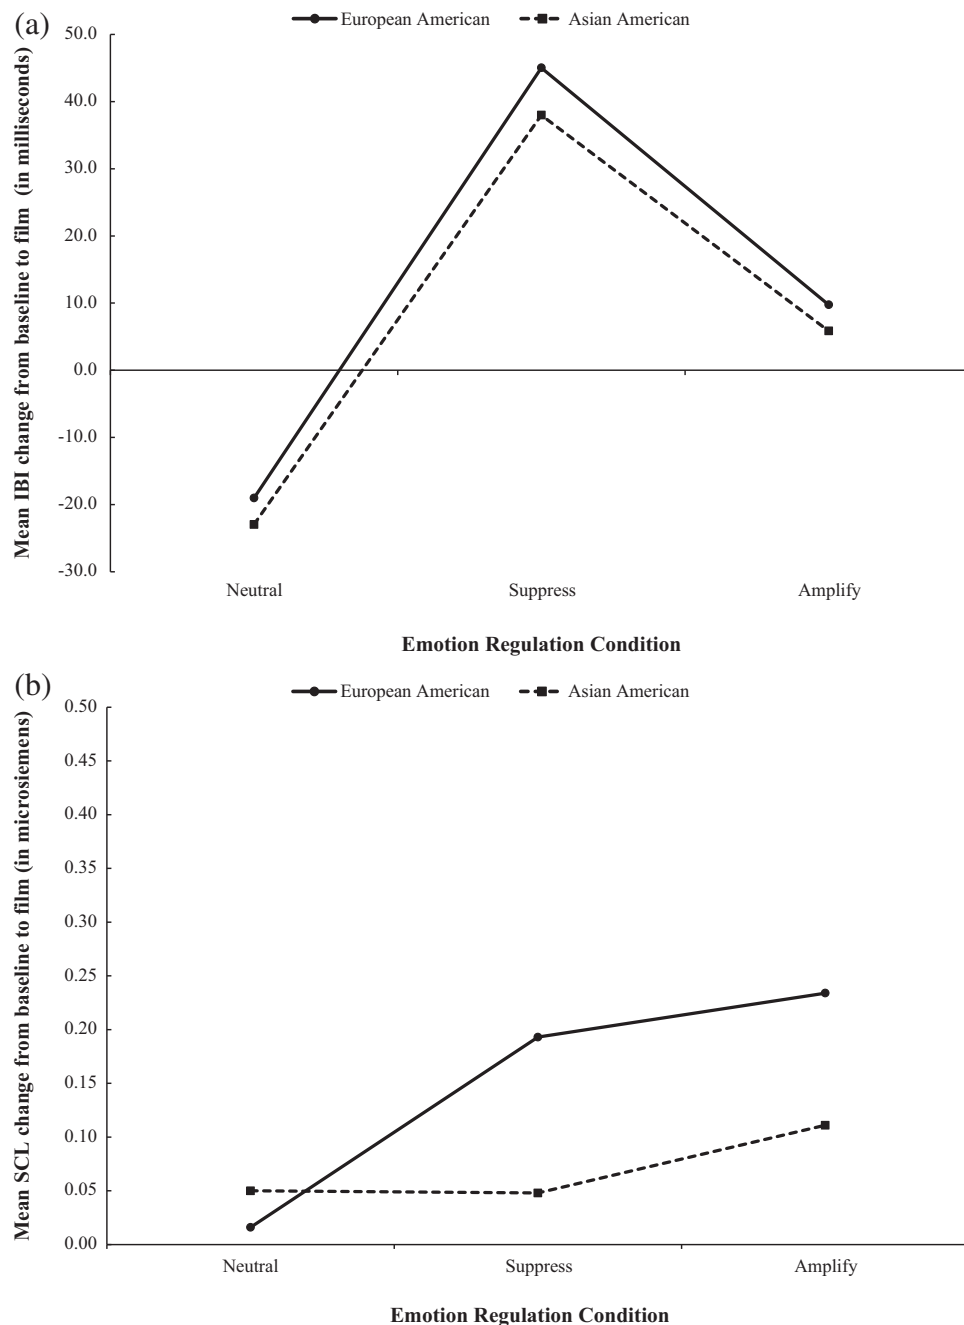 (a)
European American
Asian American
Mean IBI change from baseline to film (in milliseconds)
50.0
40.0
30.0
20.0
10.0
0.0
-10.0
-20.0
-30.0
Neutral
Suppress
Amplify
Emotion Regulation Condition
(b)
European American
Asian American
Mean SCL change from baseline to film (in microsiemens)
0.50
0.45
0.40
0.35
0.30
0.25
0.20
0.15
0.10
0.05
0.00
Neutral
Suppress
Amplify
Emotion Regulation Condition